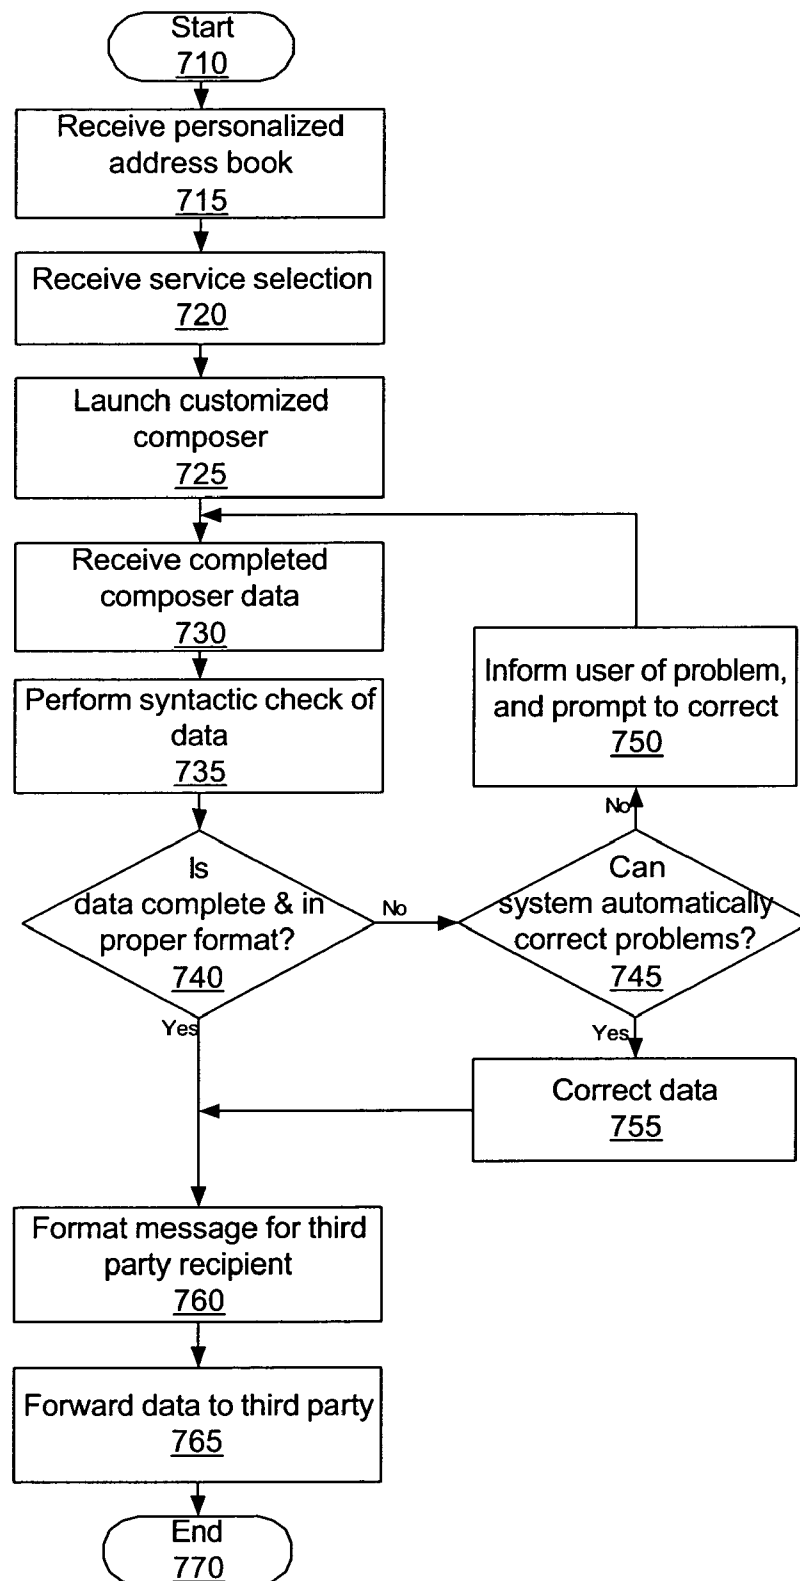 Start
710
Receive personalized
address book
715
Receive service selection
720
Launch customized
composer
725
Receive completed
composer data
730
Perform syntactic check of
data
735
Is
data complete & in
proper format?
740
No
Yes
Can
system automatically
correct problems?
745
No
Yes
Inform user of problem,
and prompt to correct
750
Correct data
755
Format message for third
party recipient
760
Forward data to third party
765
End
770